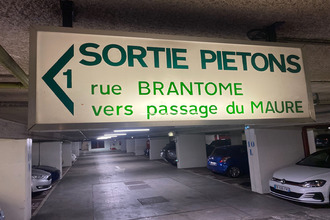 SORTIE PIETONS
1
rue BRANTOME
vers passage du MAURE